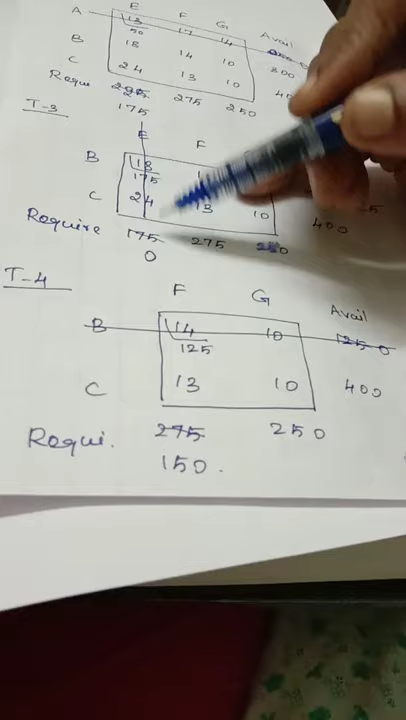 E F G Avail
A 13 17 14
50
B 18 14 10 300
C 24 13 10
Requi 225 275 250
175
T-3
E F
B 18
175
C 24 13 10 400
Require 175 275 250
0
T-4
F G Avail
B 14 10 125 0
125
C 13 10 400
Requi. 275 250
150.